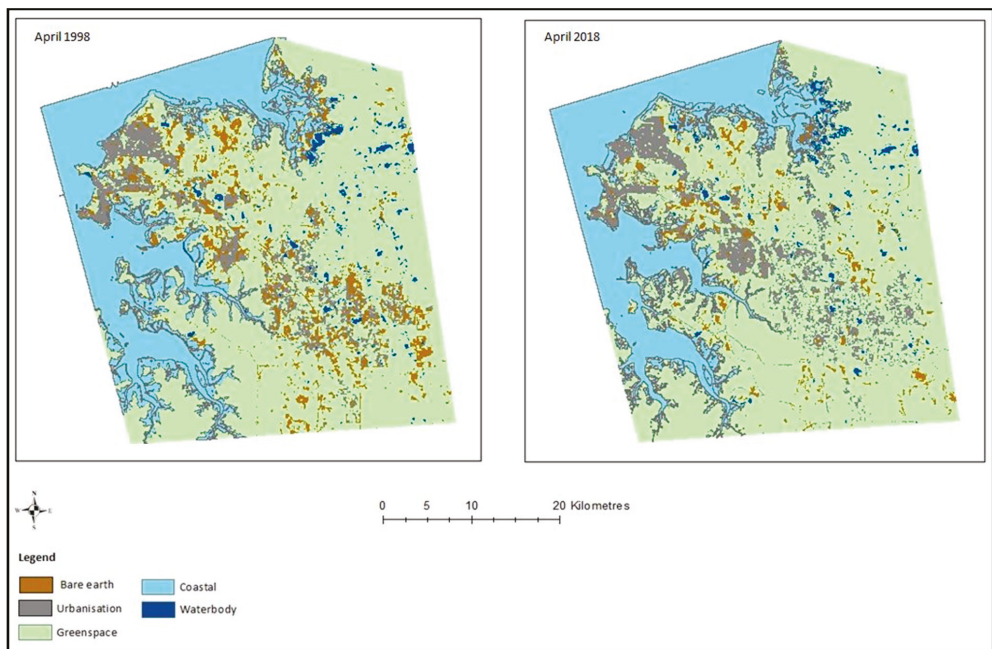 April 1998
April 2018
N
W E
S
0 5 10 20 Kilometres
Legend
Bare earth
Urbanisation
Greenspace
Coastal
Waterbody